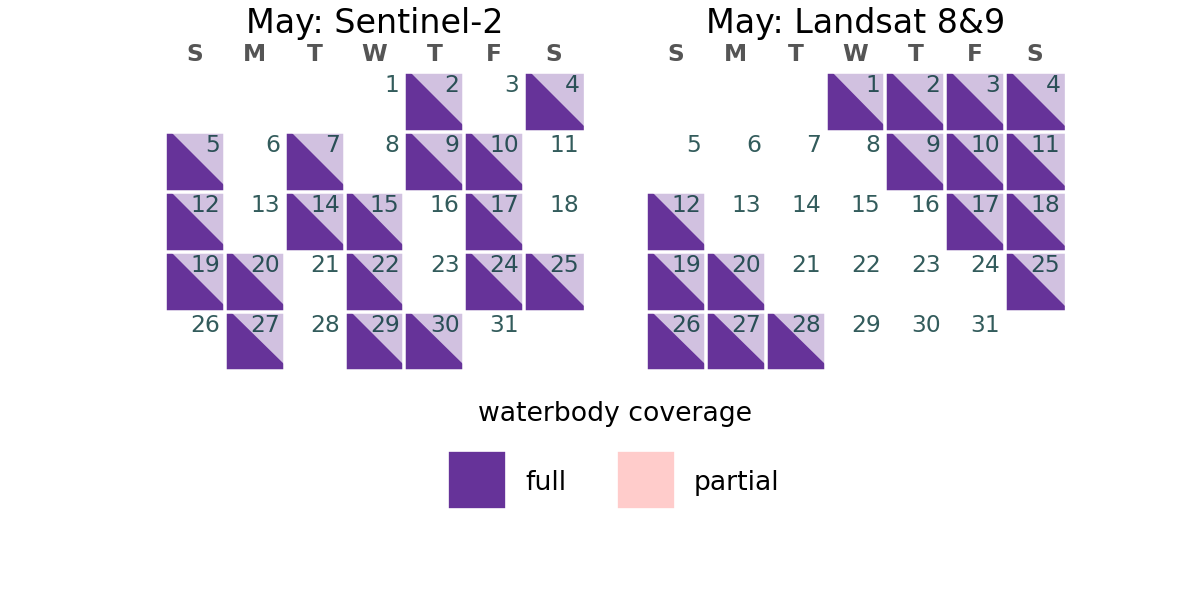 May: Sentinel-2
S M T W T F S
1 2 3 4
5 6 7 8 9 10 11
12 13 14 15 16 17 18
19 20 21 22 23 24 25
26 27 28 29 30 31
May: Landsat 8&9
S M T W T F S
1 2 3 4
5 6 7 8 9 10 11
12 13 14 15 16 17 18
19 20 21 22 23 24 25
26 27 28 29 30 31
waterbody coverage
full partial